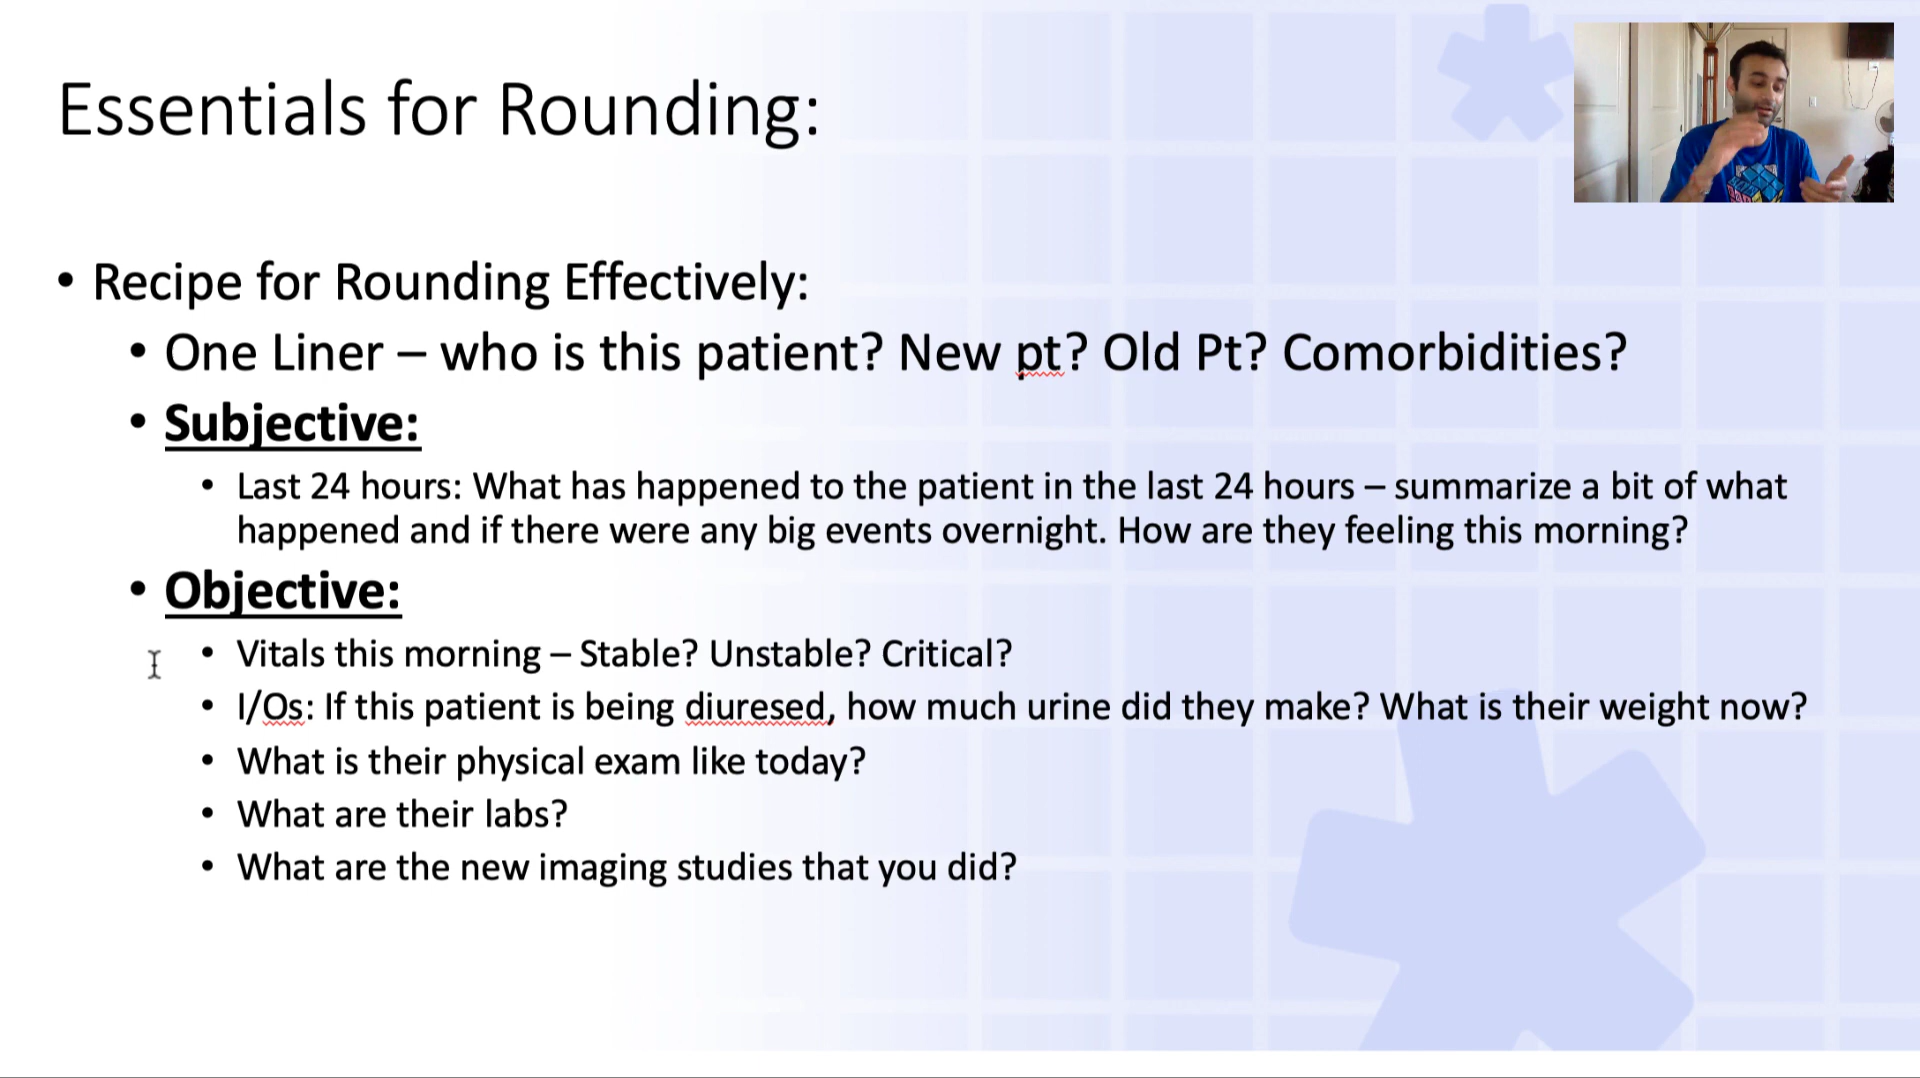 Essentials for Rounding:
• Recipe for Rounding Effectively:
• One Liner – who is this patient? New pt? Old Pt? Comorbidities?
• Subjective:
• Last 24 hours: What has happened to the patient in the last 24 hours – summarize a bit of what
happened and if there were any big events overnight. How are they feeling this morning?
• Objective:
• Vitals this morning – Stable? Unstable? Critical?
• I/Os: If this patient is being diuresed, how much urine did they make? What is their weight now?
• What is their physical exam like today?
• What are their labs?
• What are the new imaging studies that you did?